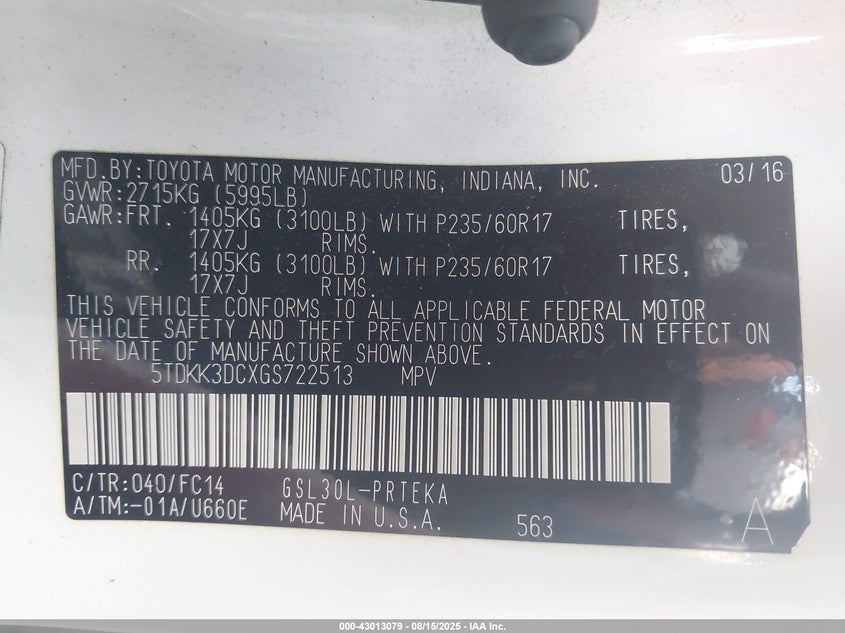 MFD.BY:TOYOTA MOTOR MANUFACTURING, INDIANA, INC. 03/16
GVWR:2715KG (5995LB)
GAWR:FRT. 1405KG (3100LB) WITH P235/60R17 TIRES,
17X7J RIMS.
RR. 1405KG (3100LB) WITH P235/60R17 TIRES,
17X7J RIMS.
THIS VEHICLE CONFORMS TO ALL APPLICABLE FEDERAL MOTOR
VEHICLE SAFETY AND THEFT PREVENTION STANDARDS IN EFFECT ON
THE DATE OF MANUFACTURE SHOWN ABOVE.
5TDKK3DCXGS722513 MPV
C/TR:040/FC14 GSL30L-PRTEKA
A/TM:-01A/U660E MADE IN U.S.A. 563 A
000-43013079 - 08/15/2025 - IAA Inc.